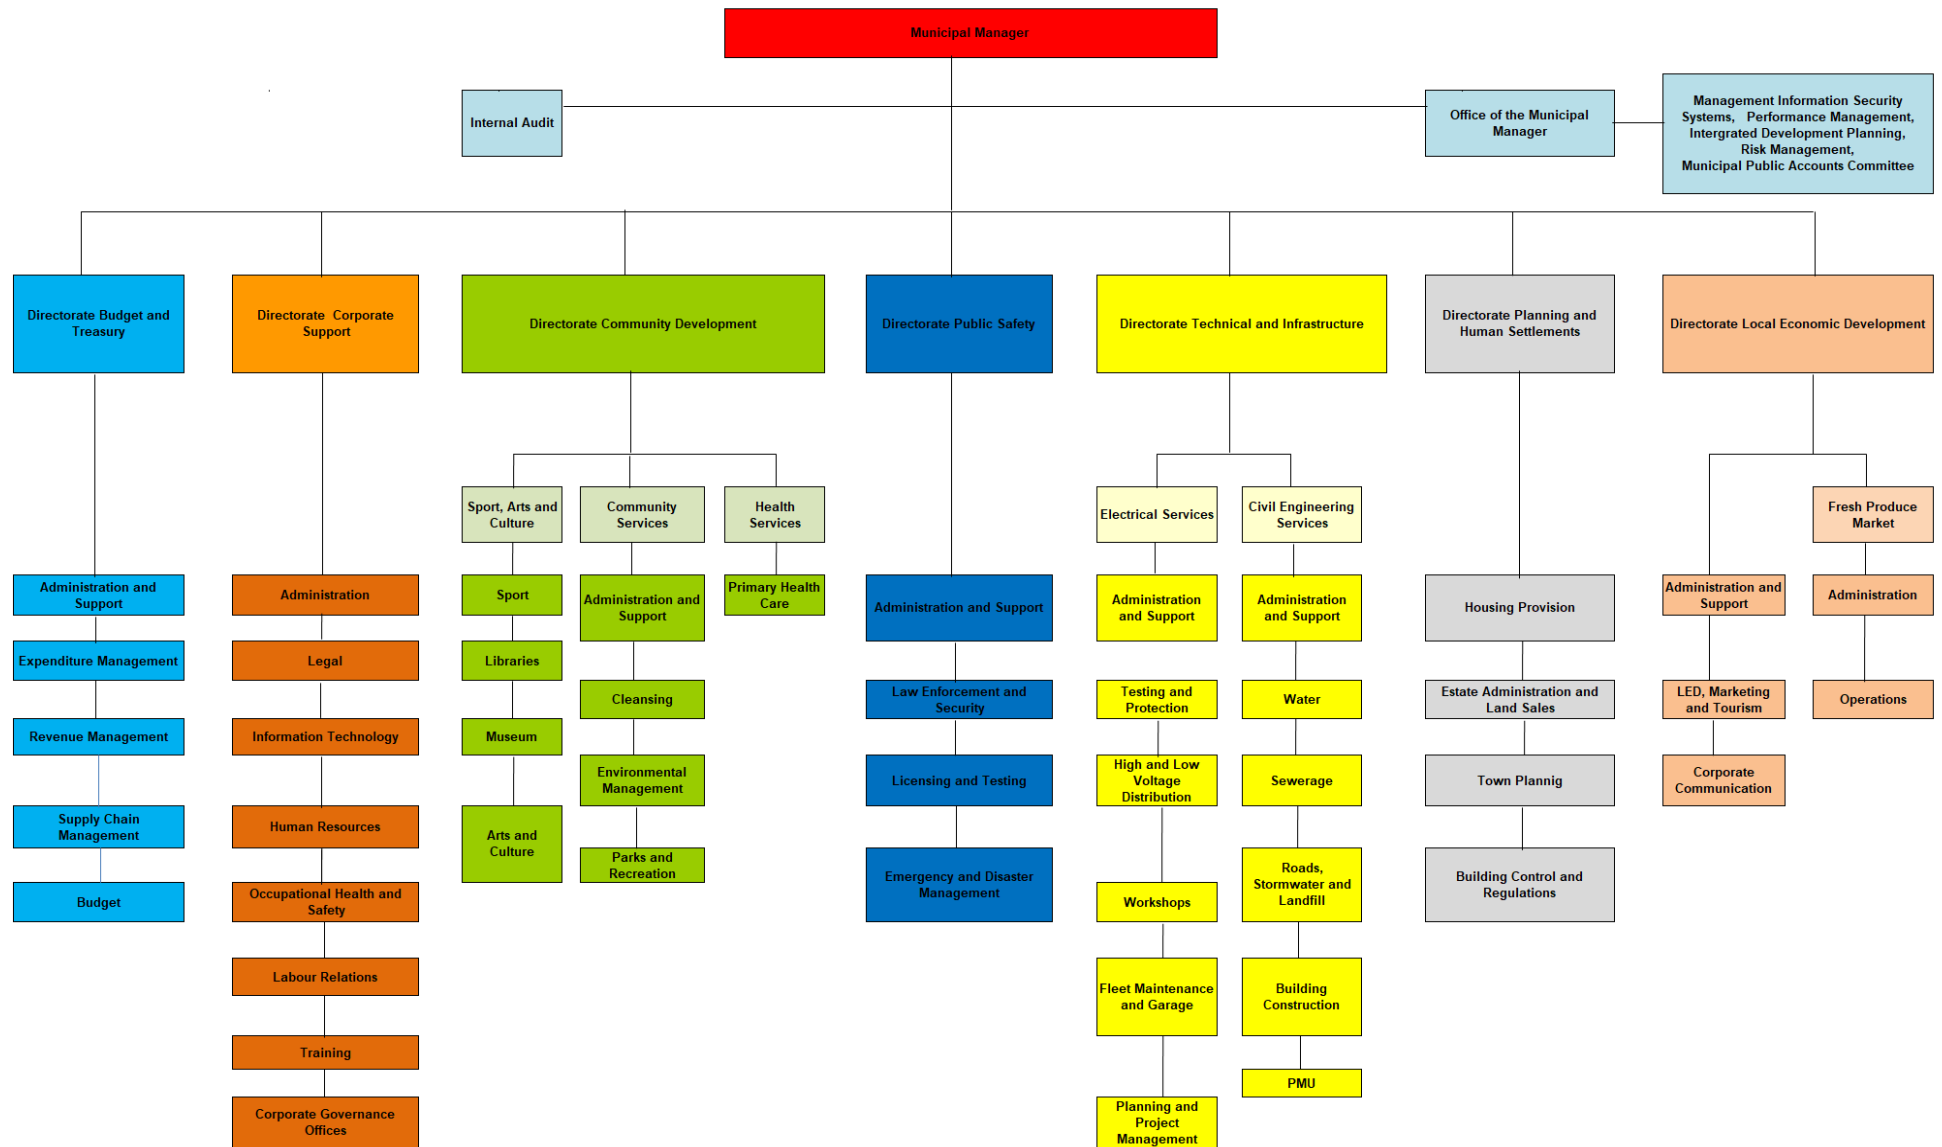 Municipal Manager
Internal Audit
Office of the Municipal
Manager
Management Information Security
Systems, Performance Management,
Intergrated Development Planning,
Risk Management,
Municipal Public Accounts Committee
Directorate Budget and
Treasury
Directorate Corporate
Support
Directorate Community Development
Directorate Public Safety
Directorate Technical and Infrastructure
Directorate Planning and
Human Settlements
Directorate Local Economic Development
Administration and
Support
Expenditure Management
Revenue Management
Supply Chain
Management
Budget
Administration
Legal
Information Technology
Human Resources
Occupational Health and
Safety
Labour Relations
Training
Corporate Governance
Offices
Sport, Arts and
Culture
Sport
Libraries
Museum
Arts and
Culture
Community
Services
Administration and
Support
Cleansing
Environmental
Management
Parks and
Recreation
Health
Services
Primary Health
Care
Administration and Support
Law Enforcement and
Security
Licensing and Testing
Emergency and Disaster
Management
Electrical Services
Administration
and Support
Testing and
Protection
High and Low
Voltage
Distribution
Workshops
Fleet Maintenance
and Garage
Planning and
Project
Management
Civil Engineering
Services
Administration
and Support
Water
Sewerage
Roads,
Stormwater and
Landfill
Building
Construction
PMU
Housing Provision
Estate Administration and
Land Sales
Town Plannig
Building Control and
Regulations
Administration and
Support
LED, Marketing
and Tourism
Corporate
Communication
Fresh Produce
Market
Administration
Operations